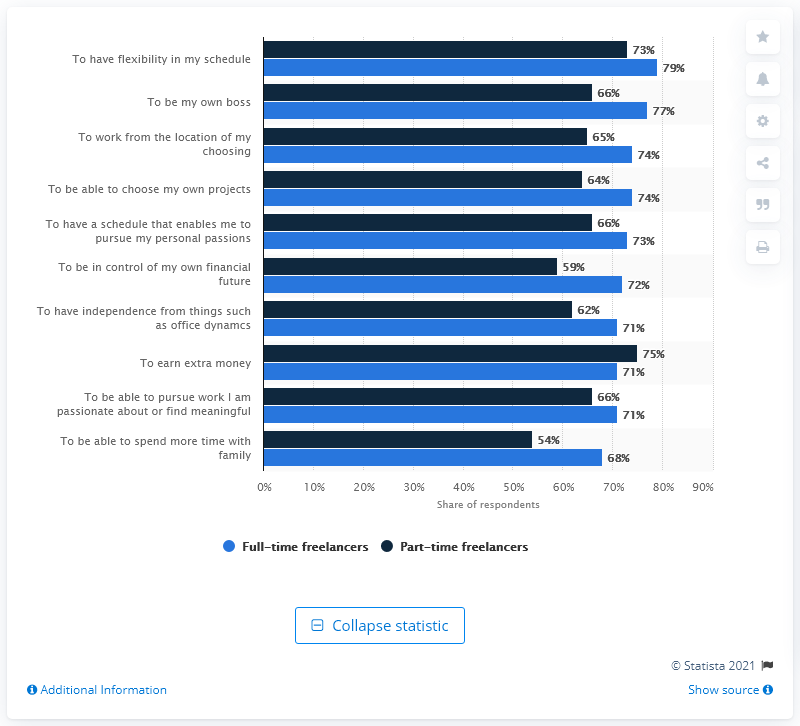 To have flexibility in my schedule
73%
79%
To be my own boss
66%
77%
To work from the location of my
choosing
65%
74%
To be able to choose my own projects
64%
74%
To have a schedule that enables me to
pursue my personal passions
66%
73%
To be in control of my own financial
future
59%
72%
To have independence from things such
as office dynamcs
62%
71%
To earn extra money
75%
71%
To be able to pursue work I am
passionate about or find meaningful
66%
71%
To be able to spend more time with
family
54%
68%
0% 10% 20% 30% 40% 50% 60% 70% 80% 90%
Share of respondents
Full-time freelancers Part-time freelancers
Collapse statistic
© Statista 2021
Additional Information
Show source